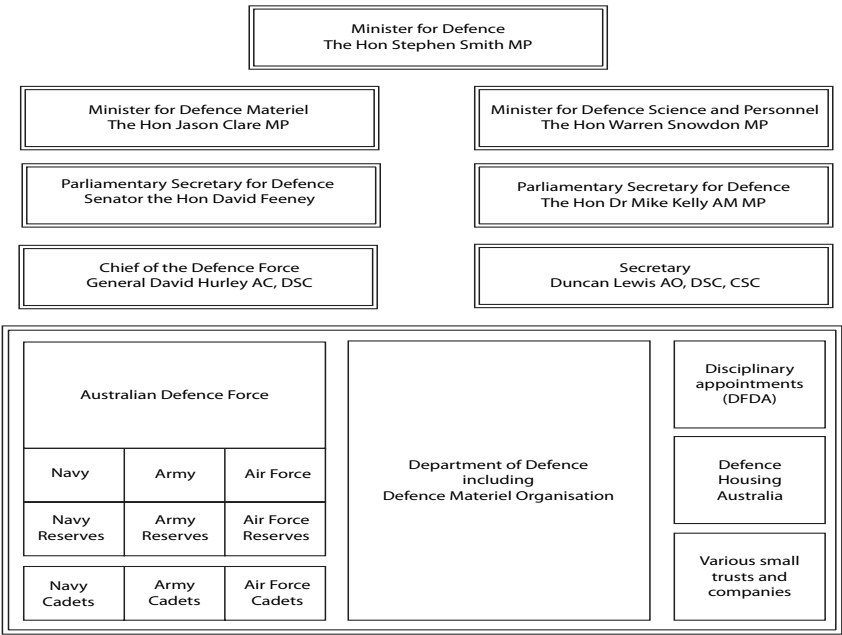 Minister for Defence
The Hon Stephen Smith MP
Minister for Defence Materiel
The Hon Jason Clare MP
Minister for Defence Science and Personnel
The Hon Warren Snowdon MP
Parliamentary Secretary for Defence
Senator the Hon David Feeney
Parliamentary Secretary for Defence
The Hon Dr Mike Kelly AM MP
Chief of the Defence Force
General David Hurley AC, DSC
Secretary
Duncan Lewis AO, DSC, CSC
Australian Defence Force
Navy
Army
Air Force
Navy
Reserves
Army
Reserves
Air Force
Reserves
Navy
Cadets
Army
Cadets
Air Force
Cadets
Department of Defence
including
Defence Materiel Organisation
Disciplinary
appointments
(DFDA)
Defence
Housing
Australia
Various small
trusts and
companies